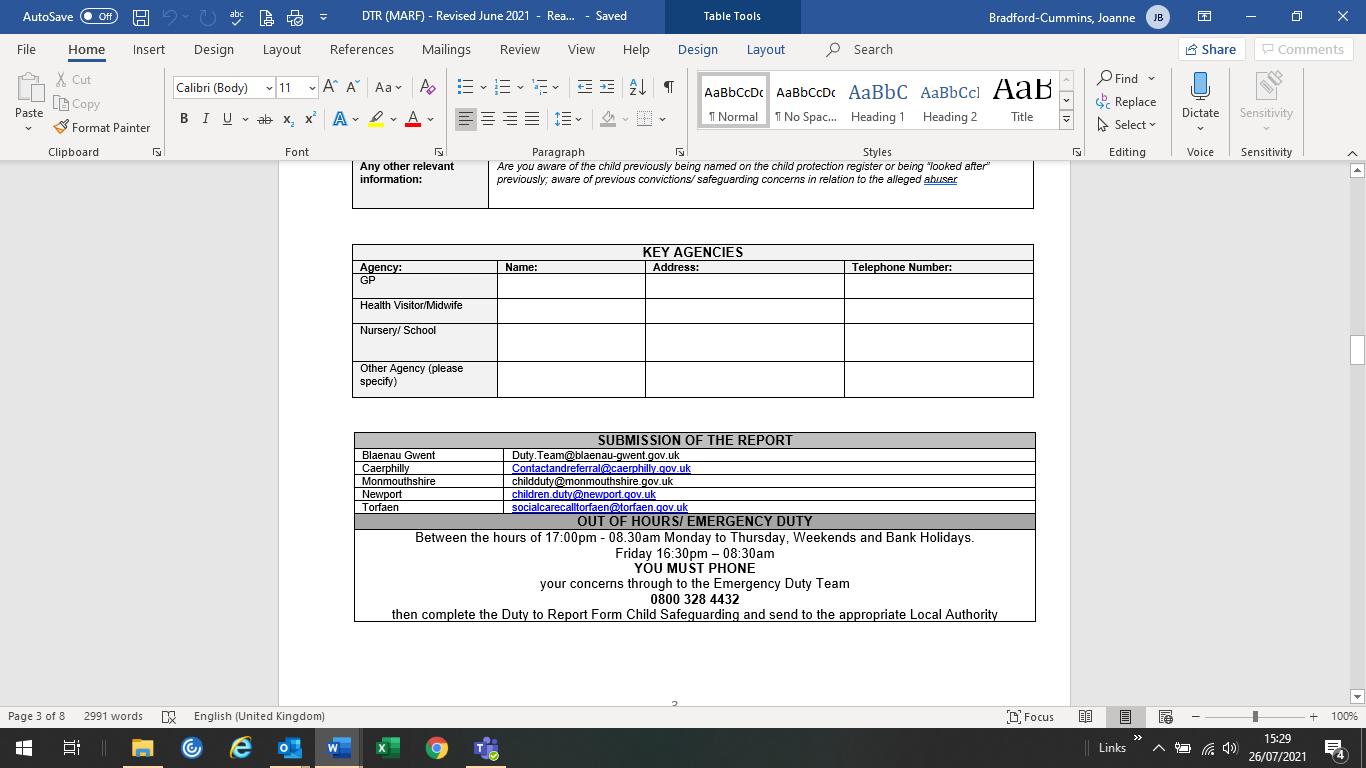 AutoSave Off
abc
DTR (MARF) - Revised June 2021 - Rea... - Saved
Table Tools
Bradford-Cummins, Joanne JB
File Home Insert Design Layout References Mailings Review View Help Design Layout Search Share Comments
Paste
Cut
Copy
Format Painter
Clipboard
Calibri (Body) 11
Font
Paragraph
AaBbCcDc AaBbCcDc AaBbC AaBbCcI AaB
¶ Normal ¶ No Spac... Heading 1 Heading 2 Title
Styles
Find
Replace
Select
Editing
Dictate
Voice
Sensitivity
Sensitivity
Any other relevant information:
Are you aware of the child previously being named on the child protection register or being “looked after”
previously; aware of previous convictions/ safeguarding concerns in relation to the alleged abuser
KEY AGENCIES
Agency: Name: Address: Telephone Number:
GP
Health Visitor/Midwife
Nursery/ School
Other Agency (please
specify)
SUBMISSION OF THE REPORT
Blaenau Gwent Duty.Team@blaenau-gwent.gov.uk
Caerphilly Contactandreferral@caerphilly.gov.uk
Monmouthshire childduty@monmouthshire.gov.uk
Newport children.duty@newport.gov.uk
Torfaen socialcarecalltorfaen@torfaen.gov.uk
OUT OF HOURS/ EMERGENCY DUTY
Between the hours of 17:00pm - 08.30am Monday to Thursday, Weekends and Bank Holidays.
Friday 16:30pm – 08:30am
YOU MUST PHONE
your concerns through to the Emergency Duty Team
0800 328 4432
then complete the Duty to Report Form Child Safeguarding and send to the appropriate Local Authority
Page 3 of 8 2991 words English (United Kingdom) Focus 100%
Links 15:29
26/07/2021
4